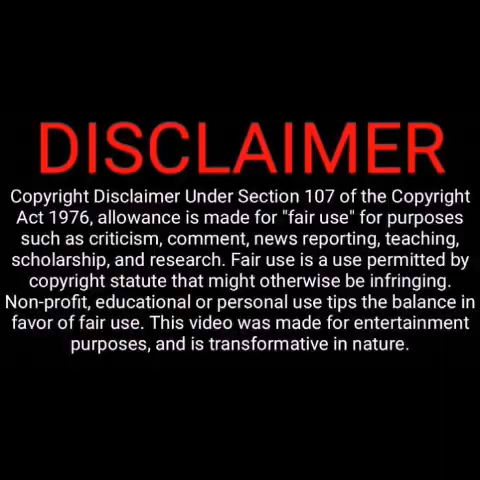 DISCLAIMER
Copyright Disclaimer Under Section 107 of the Copyright
Act 1976, allowance is made for "fair use" for purposes
such as criticism, comment, news reporting, teaching,
scholarship, and research. Fair use is a use permitted by
copyright statute that might otherwise be infringing.
Non-profit, educational or personal use tips the balance in
favor of fair use. This video was made for entertainment
purposes, and is transformative in nature.